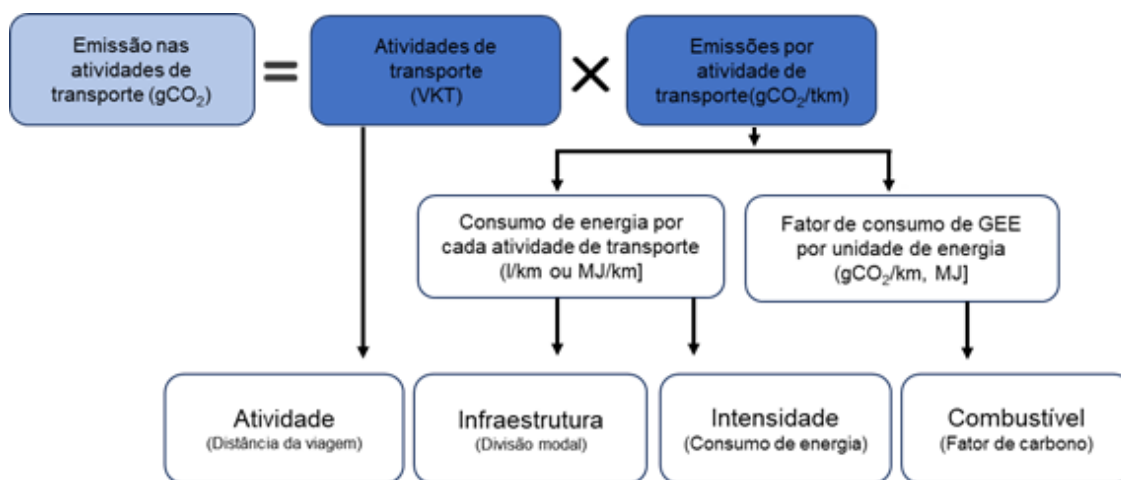 Emissão nas
atividades de
transporte (gCO₂)
=
Atividades de
transporte
(VKT)
×
Emissões por
atividade de
transporte(gCO₂/tkm)
Consumo de energia por
cada atividade de transporte
(l/km ou MJ/km]
Fator de consumo de GEE
por unidade de energia
(gCO₂/km, MJ]
Atividade
(Distância da viagem)
Infraestrutura
(Divisão modal)
Intensidade
(Consumo de energia)
Combustível
(Fator de carbono)